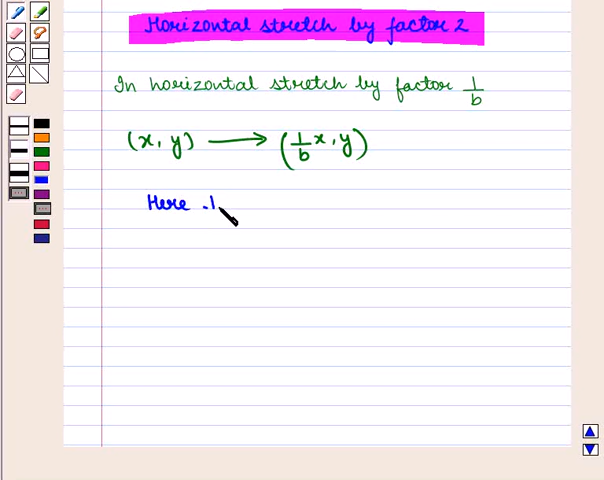 Horizontal stretch by factor 2
In horizontal stretch by factor 1/b
(x, y) ⟶ (1/b x, y)
Here